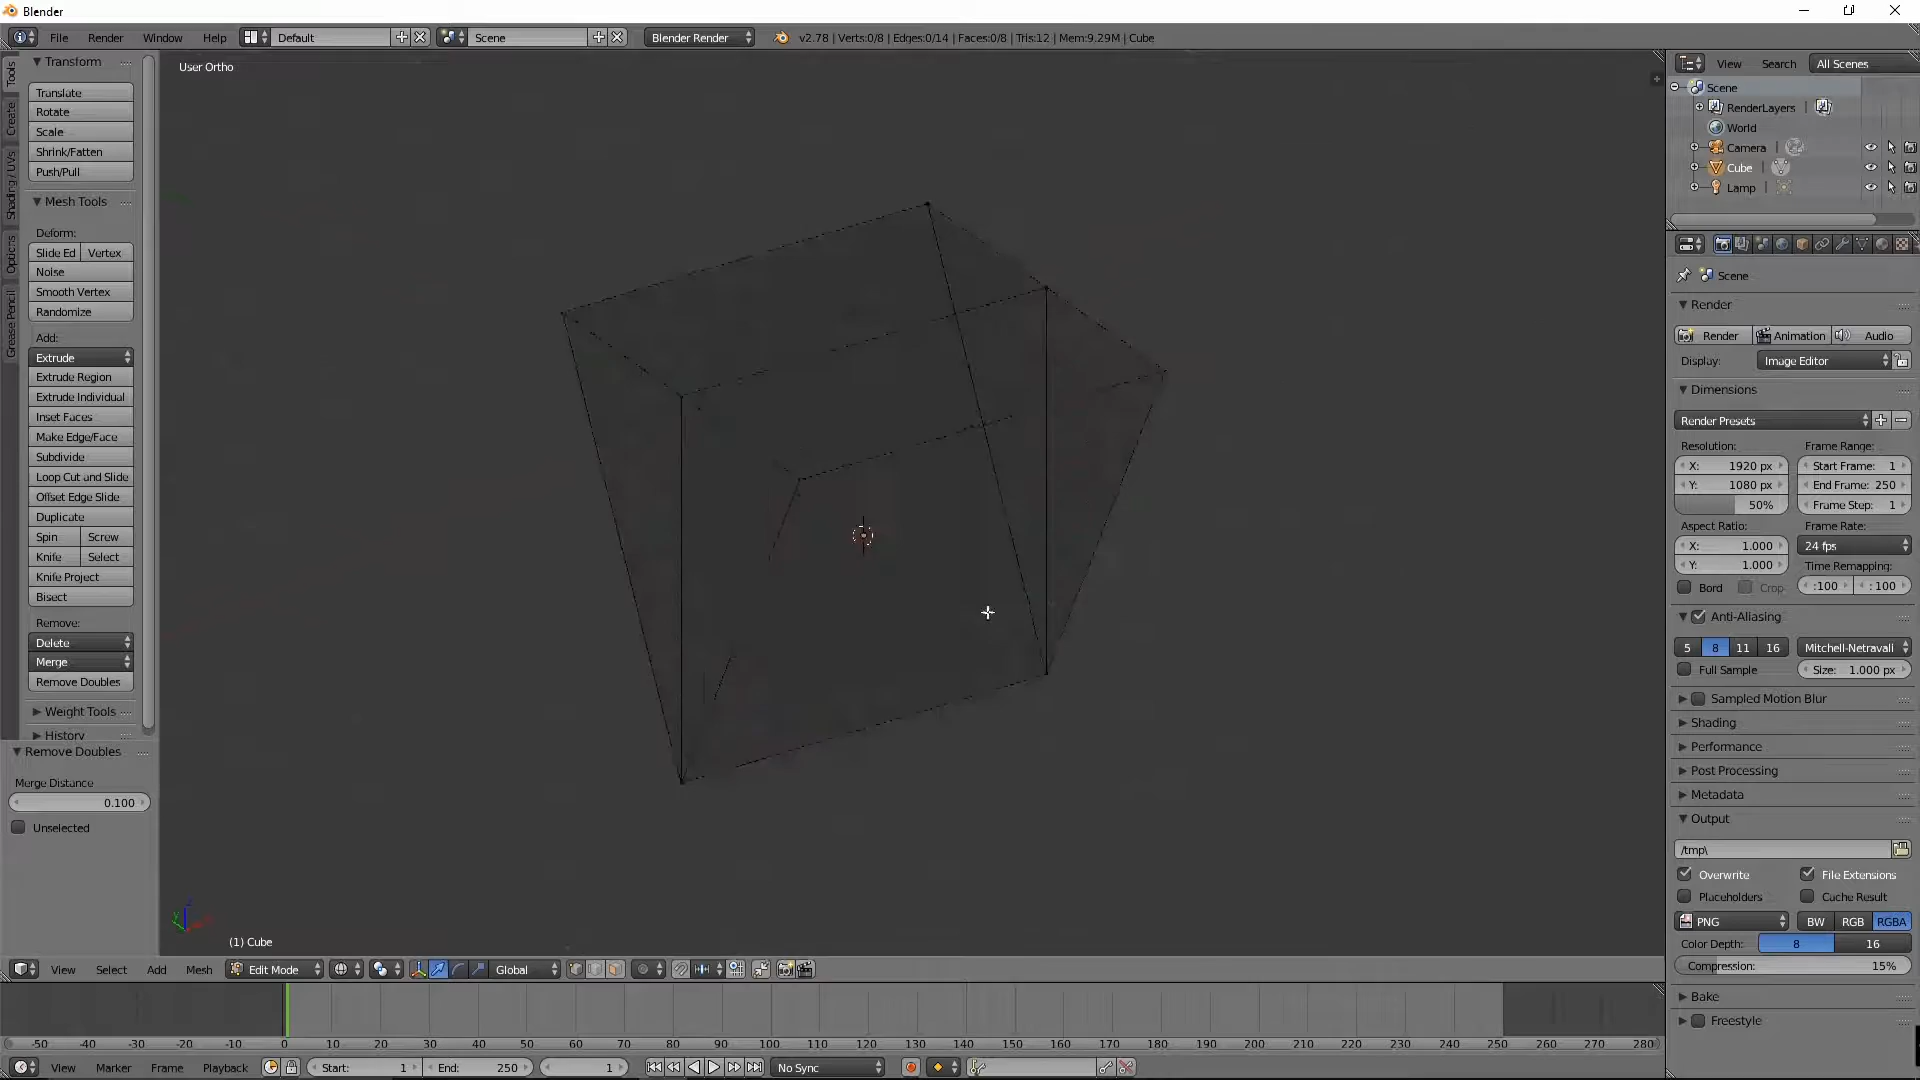 Blender
File Render Window Help Default Scene Blender Render v2.78 | Verts:0/8 | Edges:0/14 | Faces:0/8 | Tris:12 | Mem:9.29M | Cube
Tools
Create
Shading / UVs
Options
Grease Pencil
Transform
Translate
Rotate
Scale
Shrink/Fatten
Push/Pull
Mesh Tools
Deform:
Slide Ed Vertex
Noise
Smooth Vertex
Randomize
Add:
Extrude
Extrude Region
Extrude Individual
Inset Faces
Make Edge/Face
Subdivide
Loop Cut and Slide
Offset Edge Slide
Duplicate
Spin Screw
Knife Select
Knife Project
Bisect
Remove:
Delete
Merge
Remove Doubles
Weight Tools
History
Remove Doubles
Merge Distance
0.100
Unselected
User Ortho
(1) Cube
View Select Add Mesh Edit Mode Global
-50 -40 -30 -20 -10 0 10 20 30 40 50 60 70 80 90 100 110 120 130 140 150 160 170 180 190 200 210 220 230 240 250 260 270 280
View Marker Frame Playback Start: 1 End: 250 1 No Sync
View Search All Scenes
Scene
RenderLayers |
World
Camera |
Cube |
Lamp |
Scene
Render
Render Animation Audio
Display: Image Editor
Dimensions
Render Presets
Resolution: Frame Range:
X: 1920 px Start Frame: 1
Y: 1080 px End Frame: 250
50% Frame Step: 1
Aspect Ratio: Frame Rate:
X: 1.000 24 fps
Y: 1.000 Time Remapping:
Bord Crop :100 : 100
Anti-Aliasing
5 8 11 16 Mitchell-Netravali
Full Sample Size: 1.000 px
Sampled Motion Blur
Shading
Performance
Post Processing
Metadata
Output
/tmp\
Overwrite File Extensions
Placeholders Cache Result
PNG BW RGB RGBA
Color Depth: 8 16
Compression: 15%
Bake
Freestyle